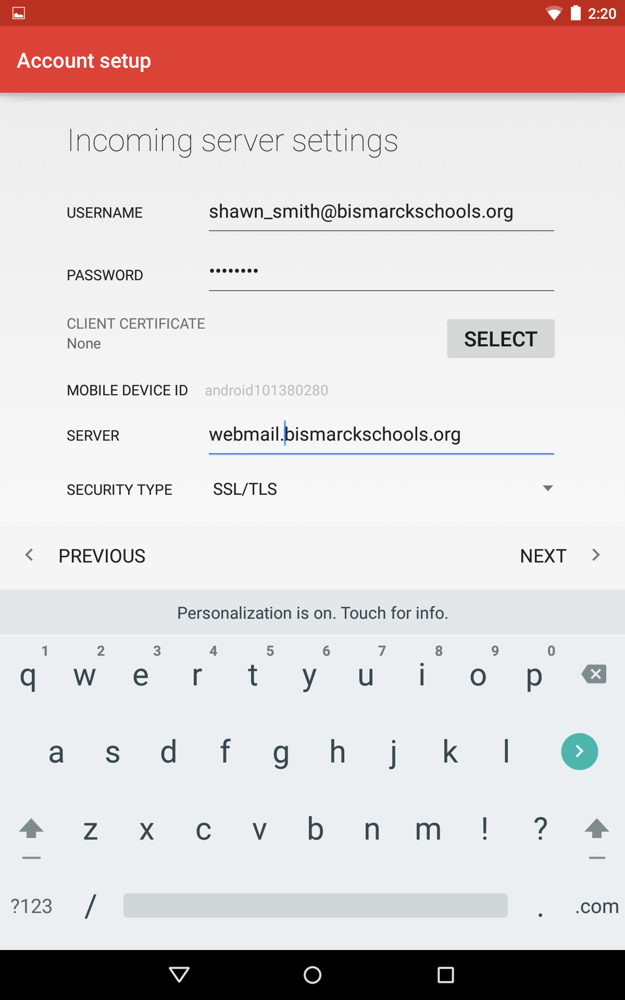 2:20
Account setup
Incoming server settings
USERNAME shawn_smith@bismarckschools.org
PASSWORD ••••••••
CLIENT CERTIFICATE
None
SELECT
MOBILE DEVICE ID android101380280
SERVER webmail.bismarckschools.org
SECURITY TYPE SSL/TLS
PREVIOUS NEXT
Personalization is on. Touch for info.
1 2 3 4 5 6 7 8 9 0
q w e r t y u i o p
a s d f g h j k l
z x c v b n m ! ?
?123 / . .com